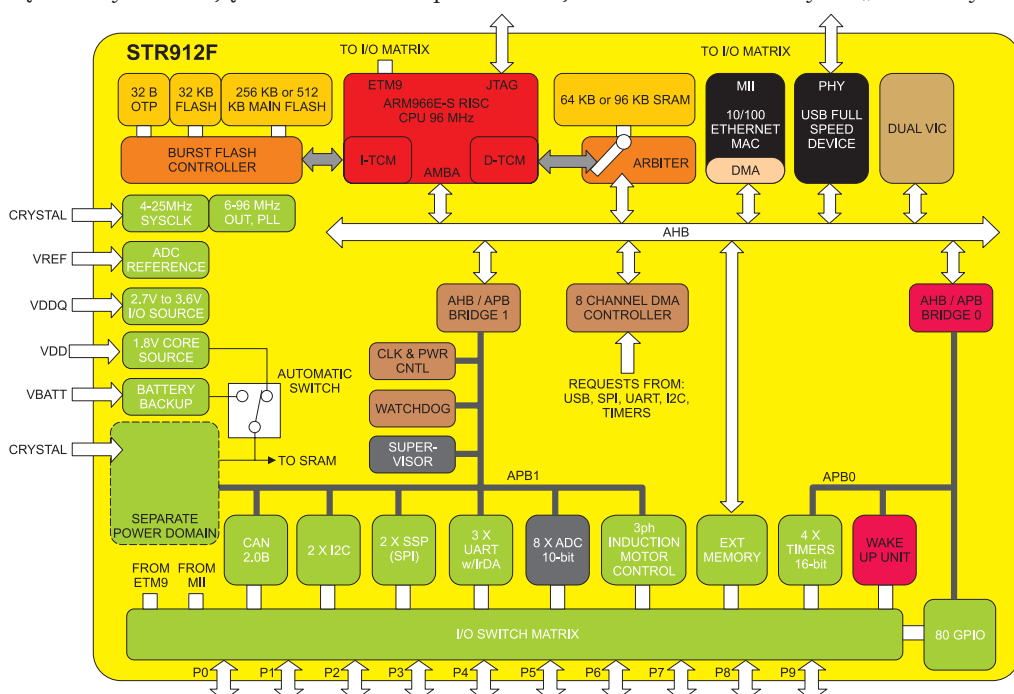 STR912F
TO I/O MATRIX
TO I/O MATRIX
32 B
OTP
32 KB
FLASH
256 KB or 512
KB MAIN FLASH
BURST FLASH
CONTROLLER
ETM9
JTAG
ARM966E-S RISC
CPU 96 MHz
I-TCM
D-TCM
AMBA
64 KB or 96 KB SRAM
ARBITER
MII
10/100
ETHERNET
MAC
DMA
PHY
USB FULL
SPEED
DEVICE
DUAL VIC
CRYSTAL
4-25MHz
SYSCLK
6-96 MHz
OUT, PLL
AHB
VREF
ADC
REFERENCE
VDDQ
2.7V to 3.6V
I/O SOURCE
VDD
1.8V CORE
SOURCE
VBATT
BATTERY
BACKUP
AUTOMATIC
SWITCH
CRYSTAL
TO SRAM
SEPARATE
POWER DOMAIN
AHB / APB
BRIDGE 1
8 CHANNEL DMA
CONTROLLER
AHB / APB
BRIDGE 0
CLK & PWR
CNTL
WATCHDOG
SUPER-
VISOR
REQUESTS FROM:
USB, SPI, UART, I2C,
TIMERS
APB1
APB0
CAN
2.0B
2 X I2C
2 X SSP
(SPI)
3 X
UART
w/IrDA
8 X ADC
10-bit
3ph
INDUCTION
MOTOR
CONTROL
EXT
MEMORY
4 X
TIMERS
16-bit
WAKE
UP UNIT
FROM
ETM9
FROM
MII
I/O SWITCH MATRIX
80 GPIO
P0
P1
P2
P3
P4
P5
P6
P7
P8
P9